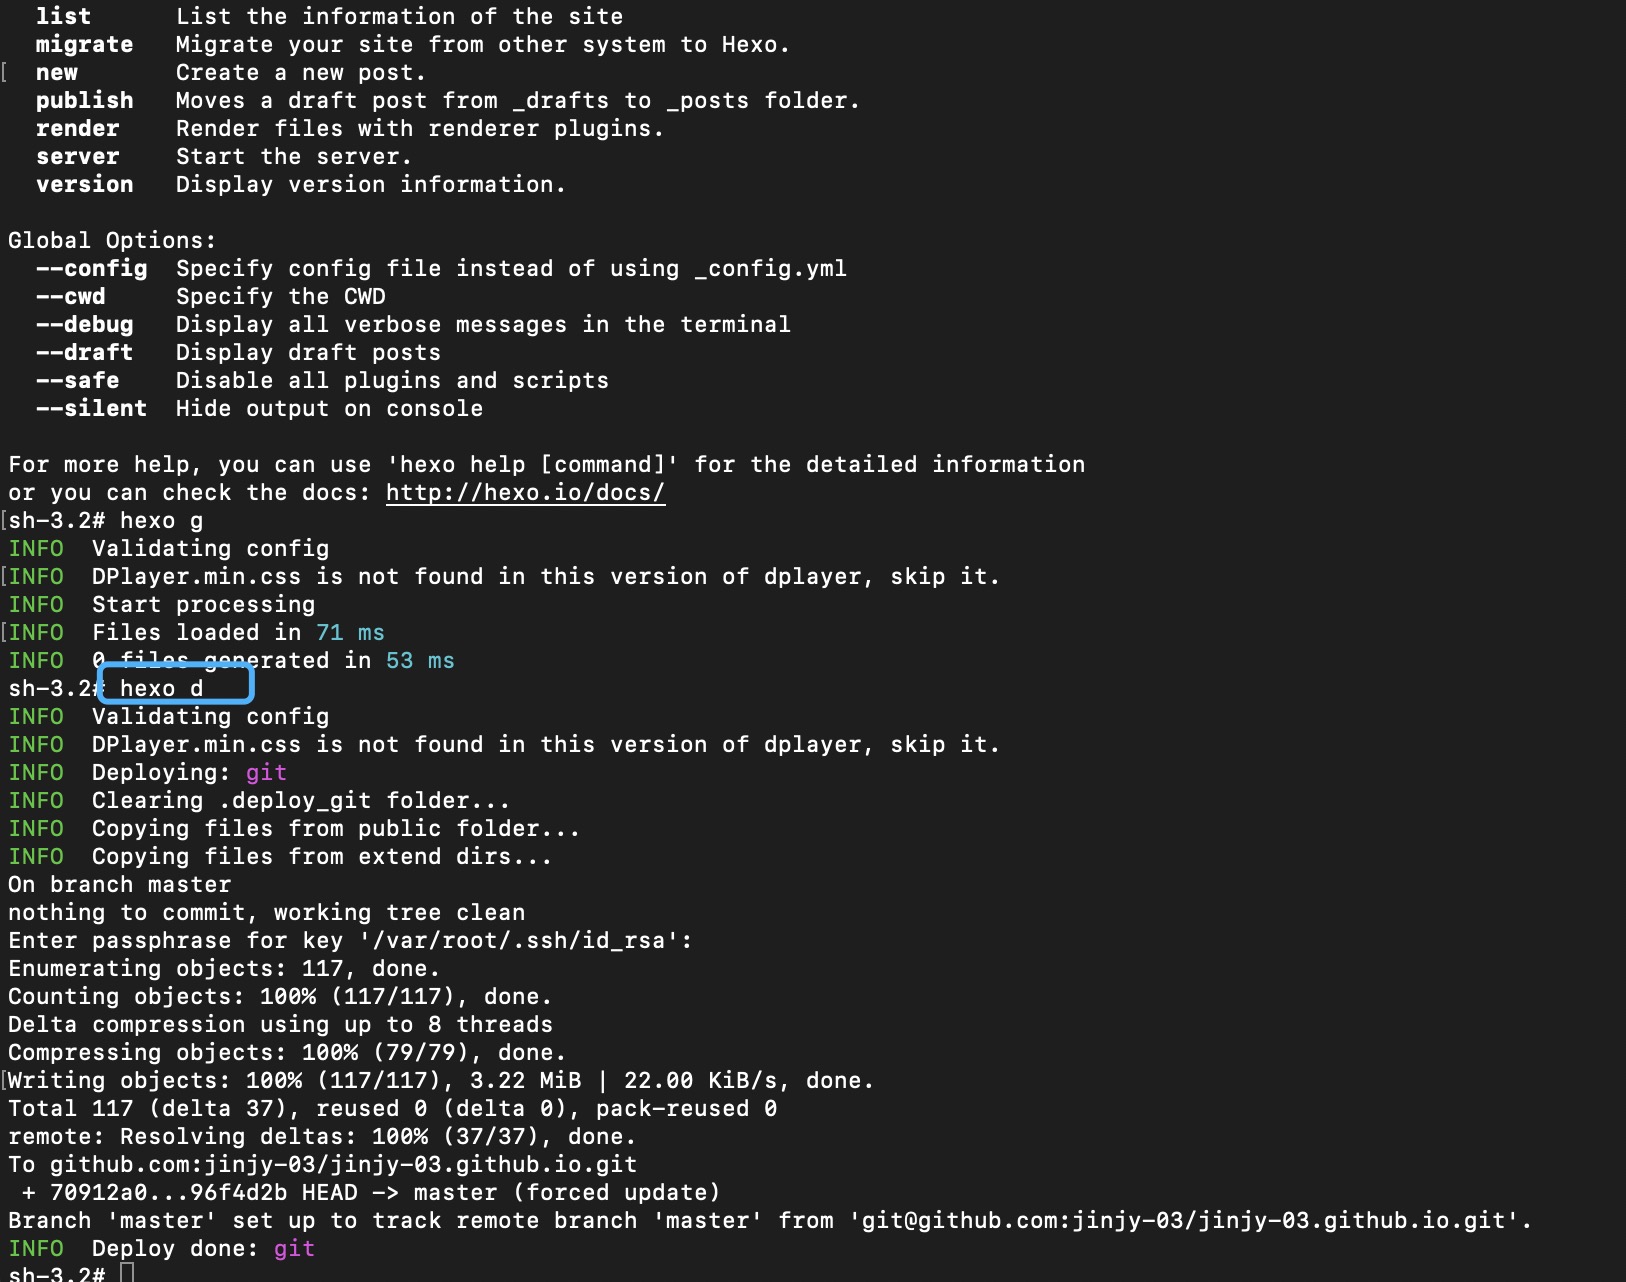 list      List the information of the site
migrate   Migrate your site from other system to Hexo.
new       Create a new post.
publish   Moves a draft post from _drafts to _posts folder.
render    Render files with renderer plugins.
server    Start the server.
version   Display version information.
Global Options:
--config  Specify config file instead of using _config.yml
--cwd     Specify the CWD
--debug   Display all verbose messages in the terminal
--draft   Display draft posts
--safe    Disable all plugins and scripts
--silent  Hide output on console
For more help, you can use 'hexo help [command]' for the detailed information
or you can check the docs: http://hexo.io/docs/
[sh-3.2# hexo g
INFO  Validating config
[INFO  DPlayer.min.css is not found in this version of dplayer, skip it.
INFO  Start processing
[INFO  Files loaded in 71 ms
INFO  0 files generated in 53 ms
sh-3.2# hexo d
INFO  Validating config
INFO  DPlayer.min.css is not found in this version of dplayer, skip it.
INFO  Deploying: git
INFO  Clearing .deploy_git folder...
INFO  Copying files from public folder...
INFO  Copying files from extend dirs...
On branch master
nothing to commit, working tree clean
Enter passphrase for key '/var/root/.ssh/id_rsa':
Enumerating objects: 117, done.
Counting objects: 100% (117/117), done.
Delta compression using up to 8 threads
Compressing objects: 100% (79/79), done.
[Writing objects: 100% (117/117), 3.22 MiB | 22.00 KiB/s, done.
Total 117 (delta 37), reused 0 (delta 0), pack-reused 0
remote: Resolving deltas: 100% (37/37), done.
To github.com:jinjy-03/jinjy-03.github.io.git
 + 70912a0...96f4d2b HEAD -> master (forced update)
Branch 'master' set up to track remote branch 'master' from 'git@github.com:jinjy-03/jinjy-03.github.io.git'.
INFO  Deploy done: git
sh-3.2#